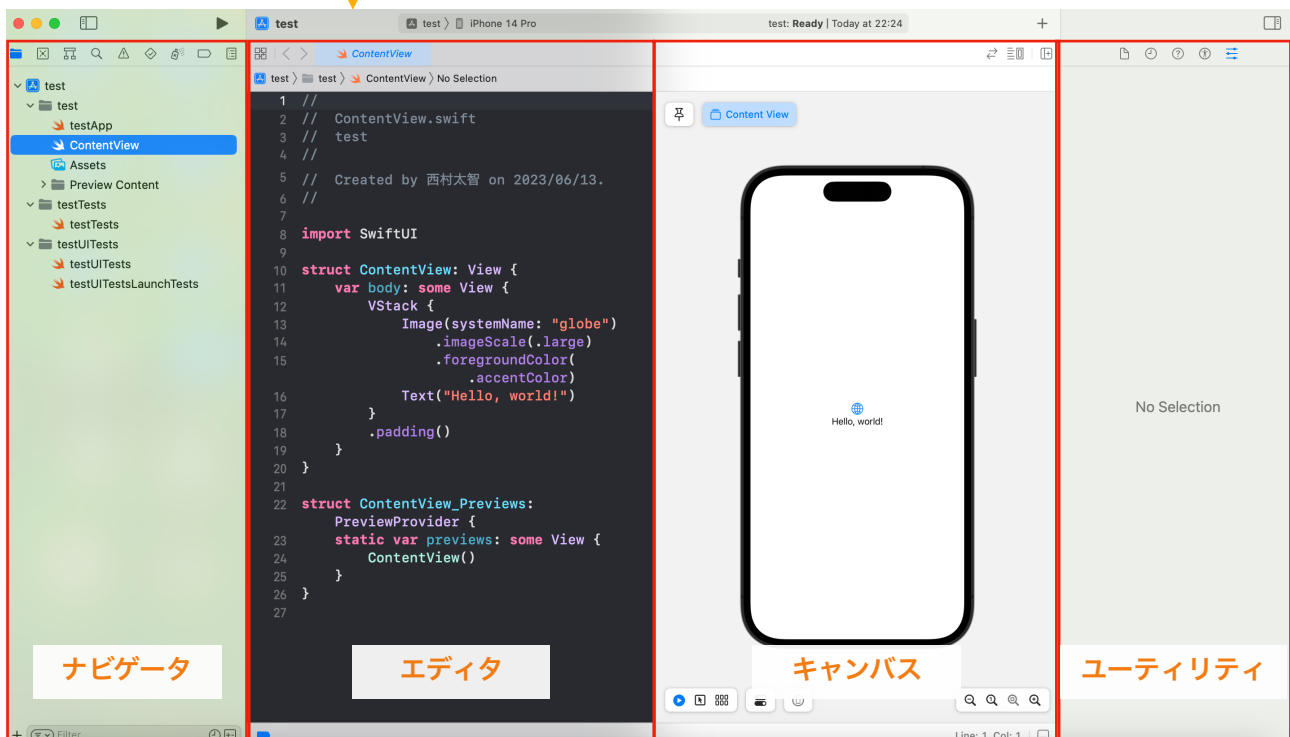 test
test 〉 iPhone 14 Pro
test: Ready | Today at 22:24
ContentView
test 〉 test 〉 ContentView 〉 No Selection
test
test
testApp
ContentView
Assets
Preview Content
testTests
testTests
testUITests
testUITests
testUITestsLaunchTests
ナビゲータ
Filter
1 //
2 //  ContentView.swift
3 //  test
4 //
5 //  Created by 西村太智 on 2023/06/13.
6 //
7
8 import SwiftUI
9
10 struct ContentView: View {
11     var body: some View {
12         VStack {
13             Image(systemName: "globe")
14                 .imageScale(.large)
15                 .foregroundColor(
                    .accentColor)
16             Text("Hello, world!")
17         }
18         .padding()
19     }
20 }
21
22 struct ContentView_Previews:
    PreviewProvider {
23     static var previews: some View {
24         ContentView()
25     }
26 }
27
エディタ
Content View
Hello, world!
キャンバス
Line: 1 Col: 1
No Selection
ユーティリティ